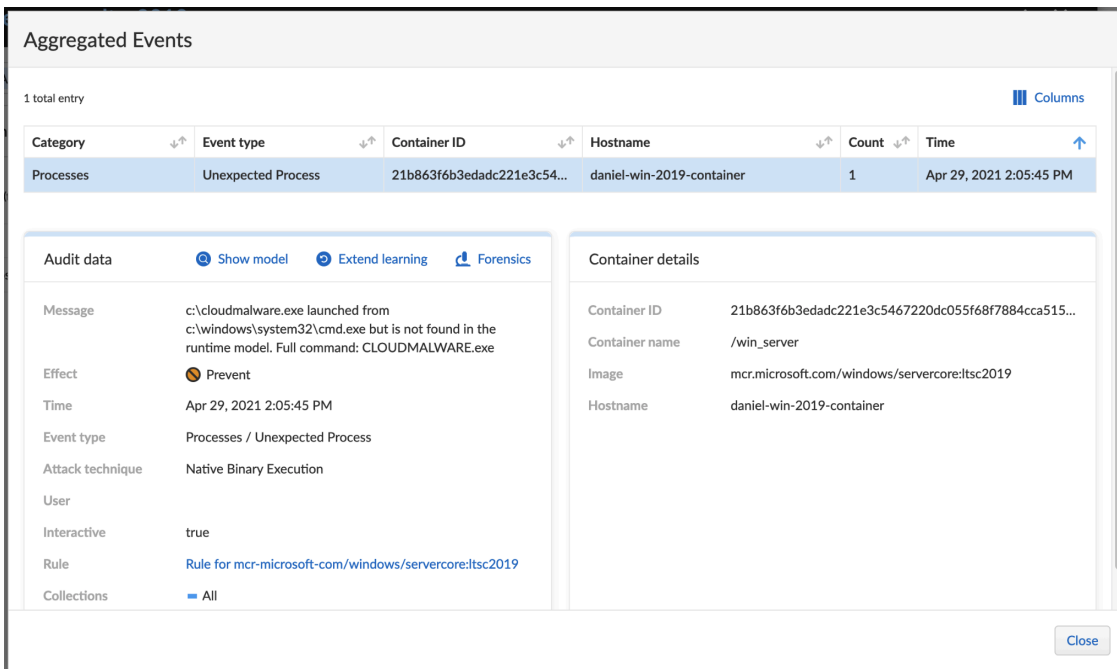 Aggregated Events
1 total entry
Columns
Category Event type Container ID Hostname Count Time
Processes Unexpected Process 21b863f6b3edadc221e3c54... daniel-win-2019-container 1 Apr 29, 2021 2:05:45 PM
Audit data Show model Extend learning Forensics
Message c:\cloudmalware.exe launched from
c:\windows\system32\cmd.exe but is not found in the
runtime model. Full command: CLOUDMALWARE.exe
Effect Prevent
Time Apr 29, 2021 2:05:45 PM
Event type Processes / Unexpected Process
Attack technique Native Binary Execution
User
Interactive true
Rule Rule for mcr-microsoft-com/windows/servercore:ltsc2019
Collections All
Container details
Container ID 21b863f6b3edadc221e3c5467220dc055f68f7884cca515...
Container name /win_server
Image mcr.microsoft.com/windows/servercore:ltsc2019
Hostname daniel-win-2019-container
Close